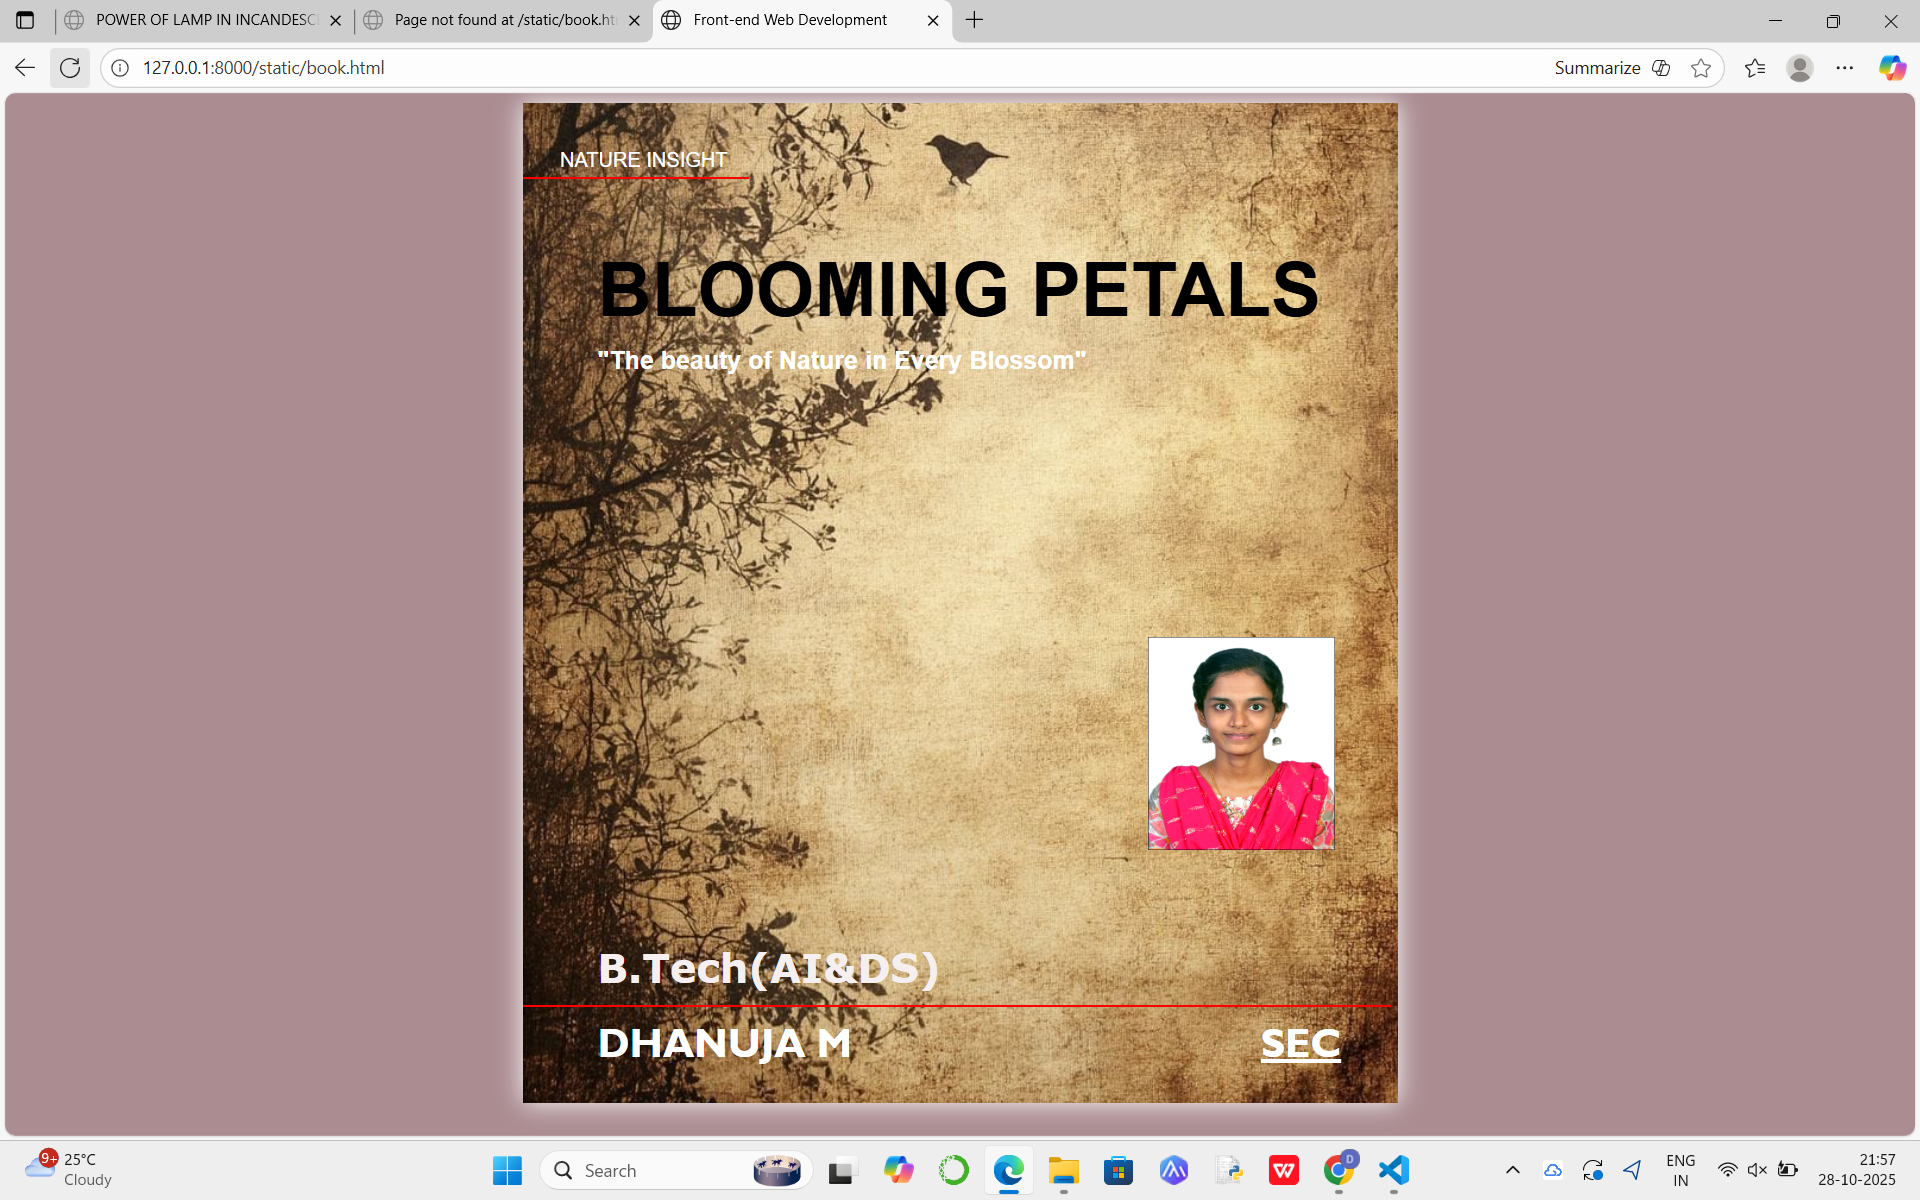 POWER OF LAMP IN INCANDESC
Page not found at /static/book.ht
Front-end Web Development
127.0.0.1:8000/static/book.html
Summarize
NATURE INSIGHT
BLOOMING PETALS
"The beauty of Nature in Every Blossom"
B.Tech(AI&DS)
DHANUJA M
SEC
9+
25°C
Cloudy
Search
D
ENG
IN
21:57
28-10-2025